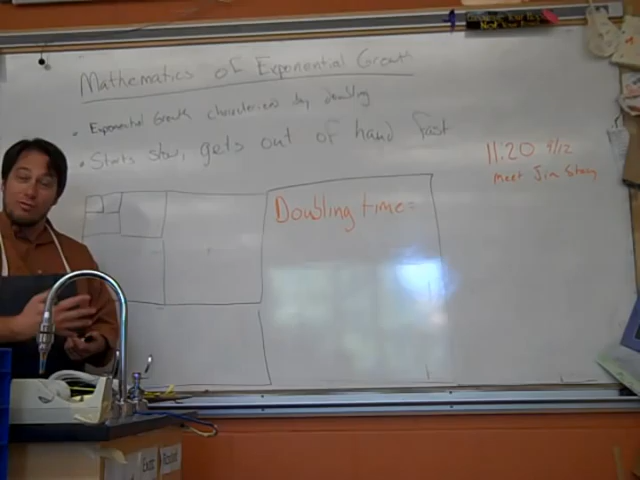 Mathematics of Exponential Growth
• Exponential Growth characterized by doubling
• Starts slow, gets out of hand fast
11.20 4/12
meet Jim Stacy
Doubling time=